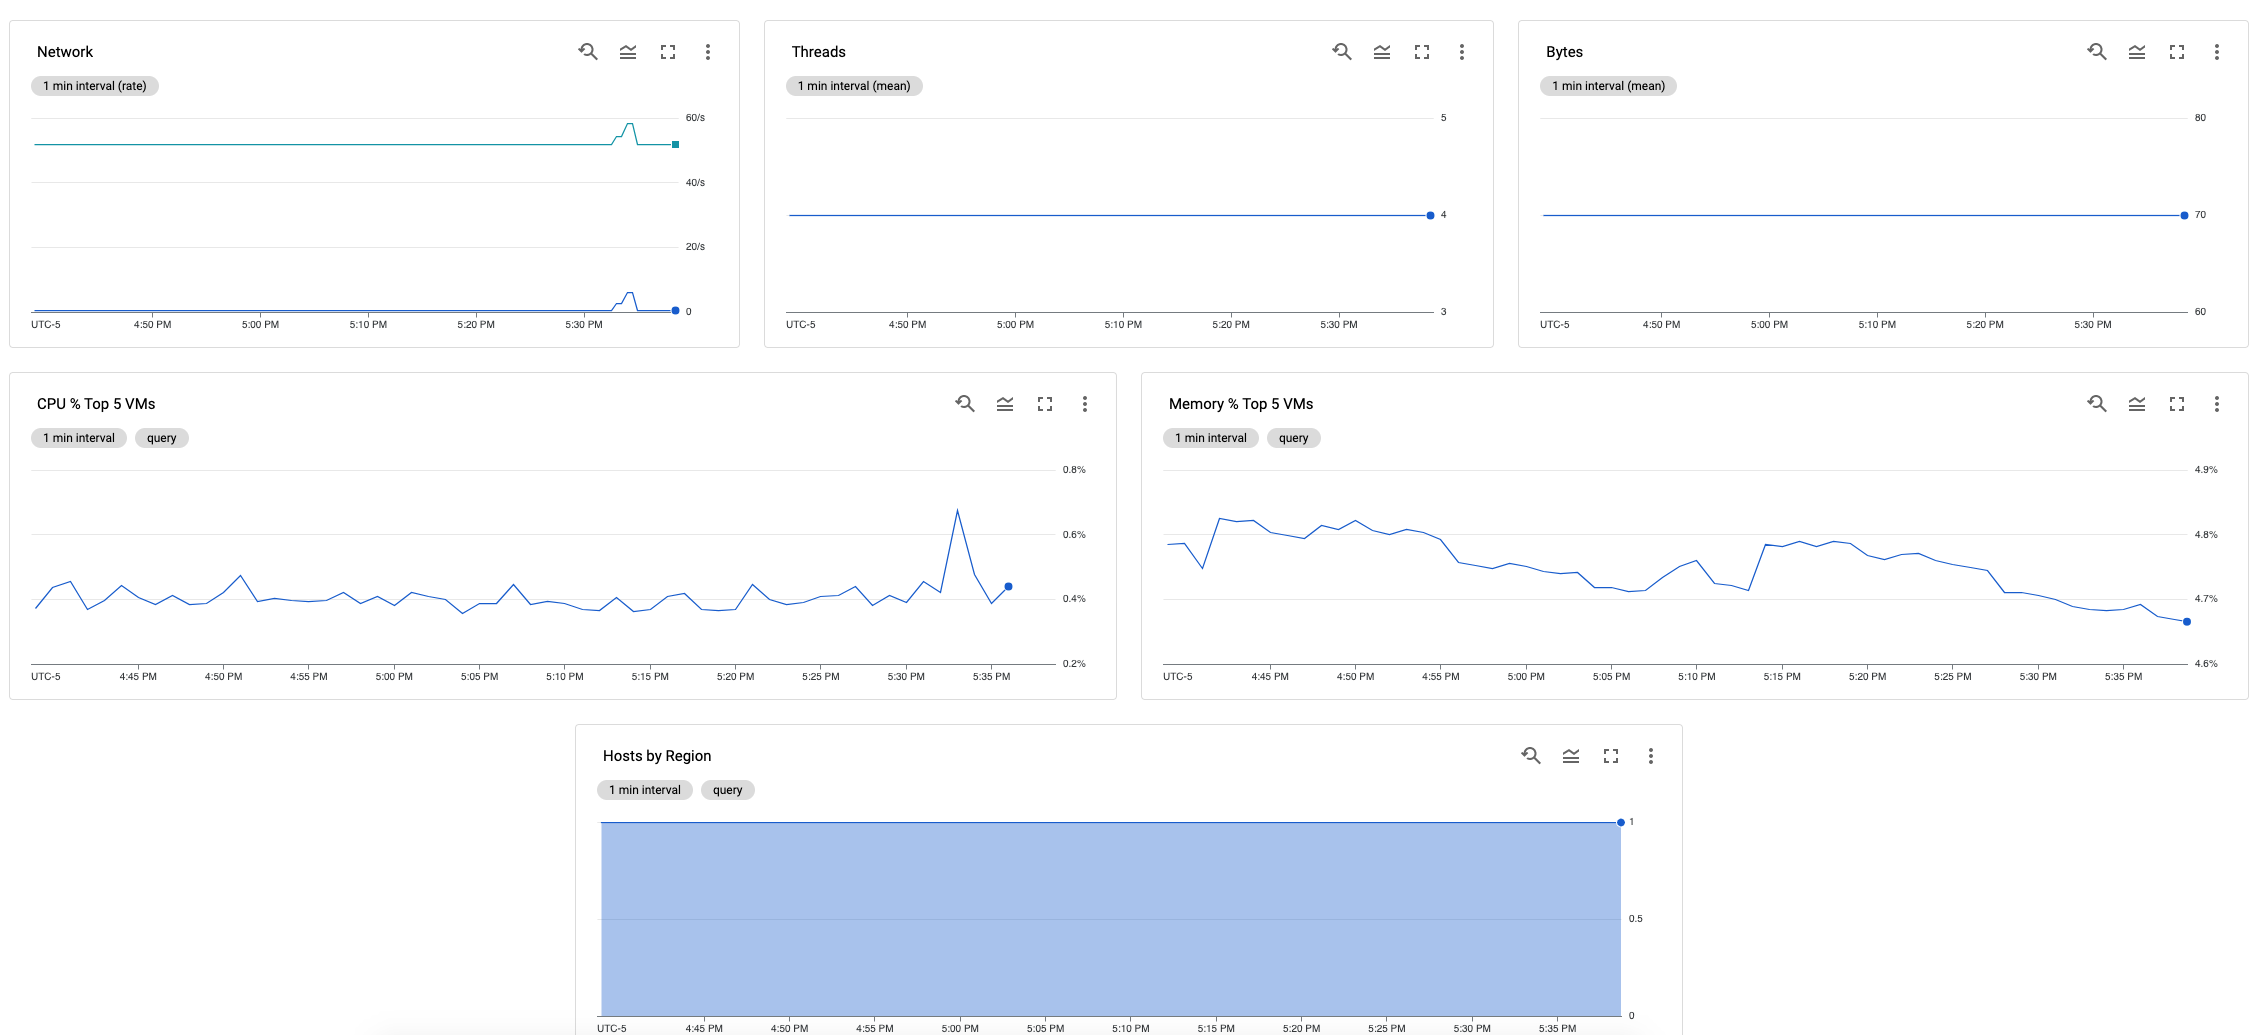 Network
1 min interval (rate)
60/s
40/s
20/s
0
UTC-5 4:50 PM 5:00 PM 5:10 PM 5:20 PM 5:30 PM
Threads
1 min interval (mean)
5
4
3
UTC-5 4:50 PM 5:00 PM 5:10 PM 5:20 PM 5:30 PM
Bytes
1 min interval (mean)
80
70
60
UTC-5 4:50 PM 5:00 PM 5:10 PM 5:20 PM 5:30 PM
CPU % Top 5 VMs
1 min interval query
0.8%
0.6%
0.4%
0.2%
UTC-5 4:45 PM 4:50 PM 4:55 PM 5:00 PM 5:05 PM 5:10 PM 5:15 PM 5:20 PM 5:25 PM 5:30 PM 5:35 PM
Memory % Top 5 VMs
1 min interval query
4.9%
4.8%
4.7%
4.6%
UTC-5 4:45 PM 4:50 PM 4:55 PM 5:00 PM 5:05 PM 5:10 PM 5:15 PM 5:20 PM 5:25 PM 5:30 PM 5:35 PM
Hosts by Region
1 min interval query
1
0.5
0
UTC-5 4:45 PM 4:50 PM 4:55 PM 5:00 PM 5:05 PM 5:10 PM 5:15 PM 5:20 PM 5:25 PM 5:30 PM 5:35 PM